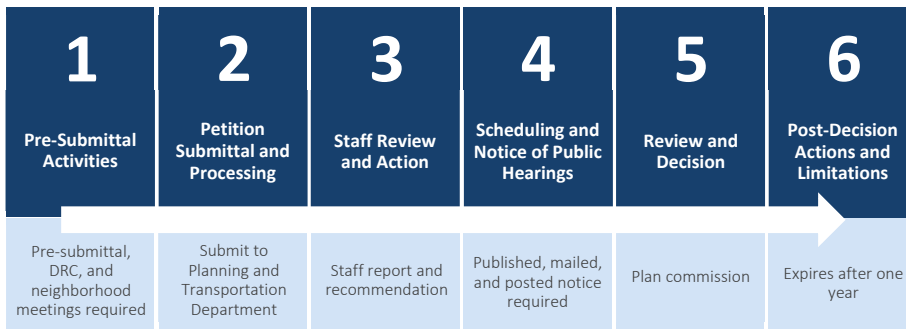 1
Pre-Submittal
Activities
Pre-submittal,
DRC, and
neighborhood
meetings required
2
Petition
Submittal and
Processing
Submit to
Planning and
Transportation
Department
3
Staff Review
and Action
Staff report and
recommendation
4
Scheduling and
Notice of Public
Hearings
Published, mailed,
and posted notice
required
5
Review and
Decision
Plan commission
6
Post-Decision
Actions and
Limitations
Expires after one
year